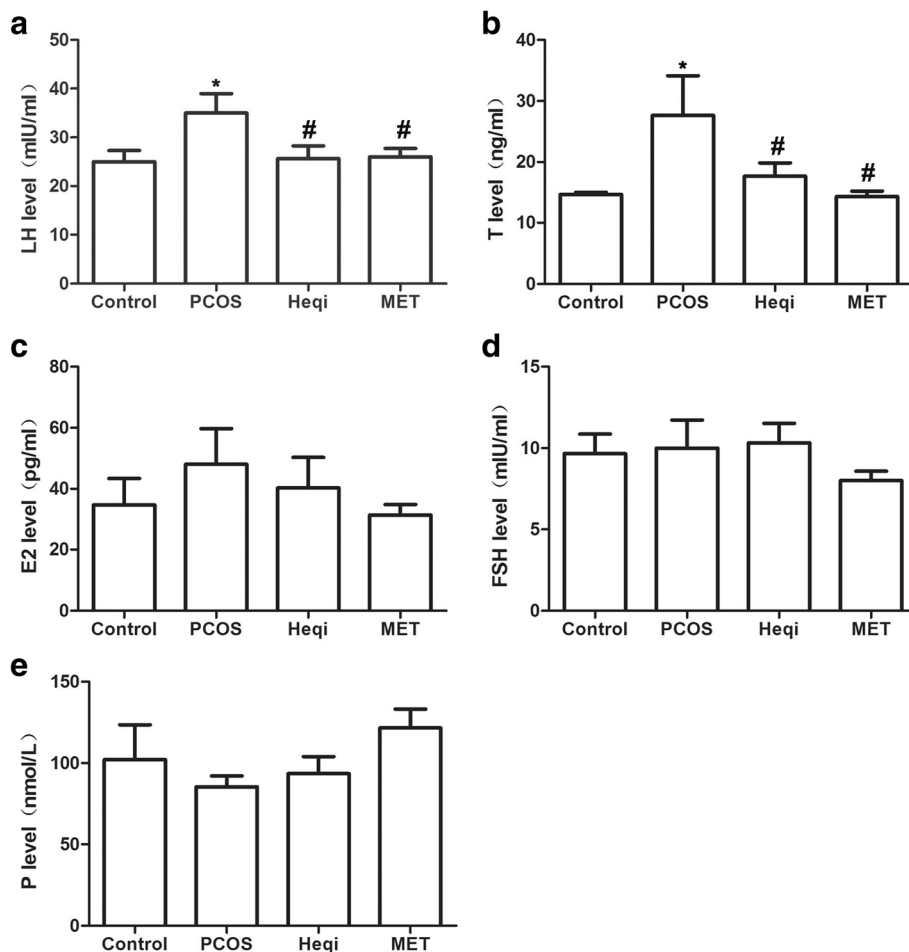 a
50
40
30
20
10
0
LH level（mIU/ml）
*
#
#
Control PCOS Heqi MET
b
40
30
20
10
0
T level（ng/ml）
*
#
#
Control PCOS Heqi MET
c
80
60
40
20
0
E2 level（pg/ml）
Control PCOS Heqi MET
d
15
10
5
0
FSH level（mIU/ml）
Control PCOS Heqi MET
e
150
100
50
0
P level（nmol/L）
Control PCOS Heqi MET